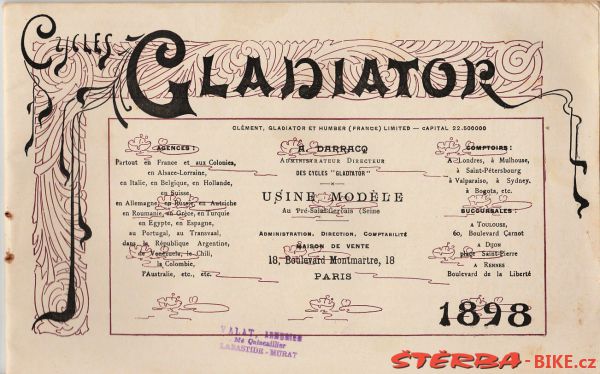 CYCLES GLADIATOR
CLÉMENT, GLADIATOR ET HUMBER (FRANCE) LIMITED — CAPITAL 22.500000
AGENCES :
Partout en France et aux Colonies,
en Alsace-Lorraine,
en Italie, en Belgique, en Hollande,
en Suisse,
en Allemagne, en Russie, en Autriche
en Roumanie, en Grèce, en Turquie
en Egypte, en Espagne,
au Portugal, au Transvaal,
dans la République Argentine,
de Venezuela, le Chili,
la Colombie,
l'Australie, etc., etc.
A. DARRACQ
ADMINISTRATEUR DIRECTEUR
DES CYCLES "GLADIATOR"
USINE MODÈLE
Au Pré-Saint-Gervais (Seine
ADMINISTRATION, DIRECTION, COMPTABILITÉ
MAISON DE VENTE
18, Boulevard Montmartre, 18
PARIS
COMPTOIRS :
A Londres, à Mulhouse,
à Saint-Pétersbourg
à Valparaiso, à Sydney,
à Bogota, etc.
SUCCURSALES :
A TOULOUSE,
60, Boulevard Carnot
A DIJON
place Saint-Pierre
A RENNES
Boulevard de la Liberté
1898
VALAT, ARMURIER
Md Quincaillier
LABASTIDE-MURAT
ŠTĚRBA-BIKE.cz